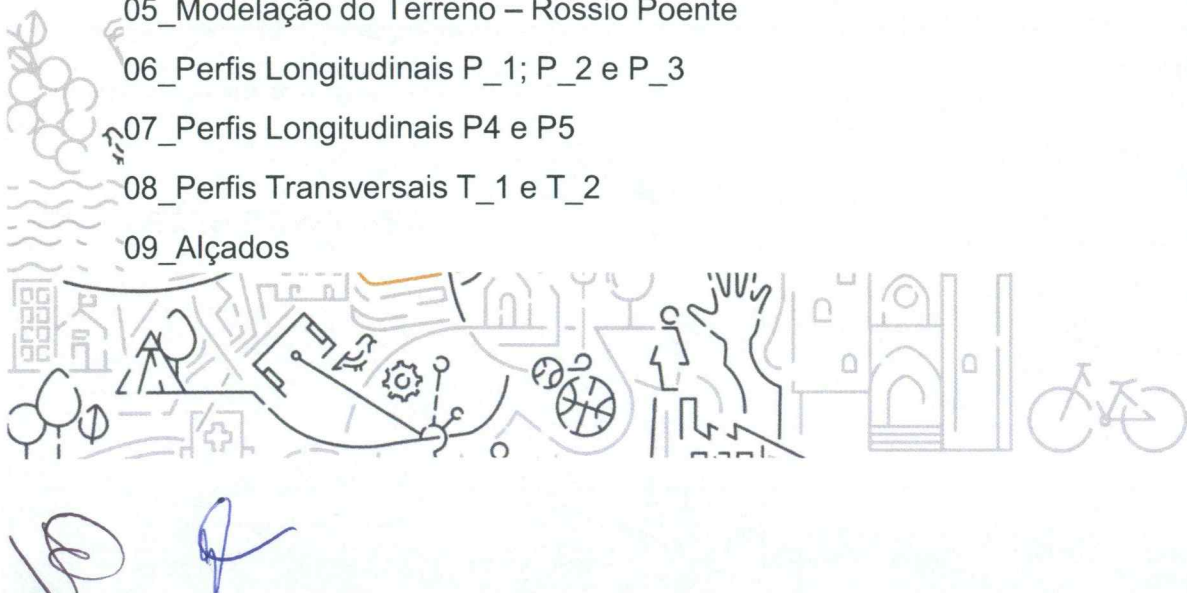 05_Modelação do Terreno – Rossio Poente
06_Perfis Longitudinais P_1; P_2 e P_3
07_Perfis Longitudinais P4 e P5
08_Perfis Transversais T_1 e T_2
09_Alçados